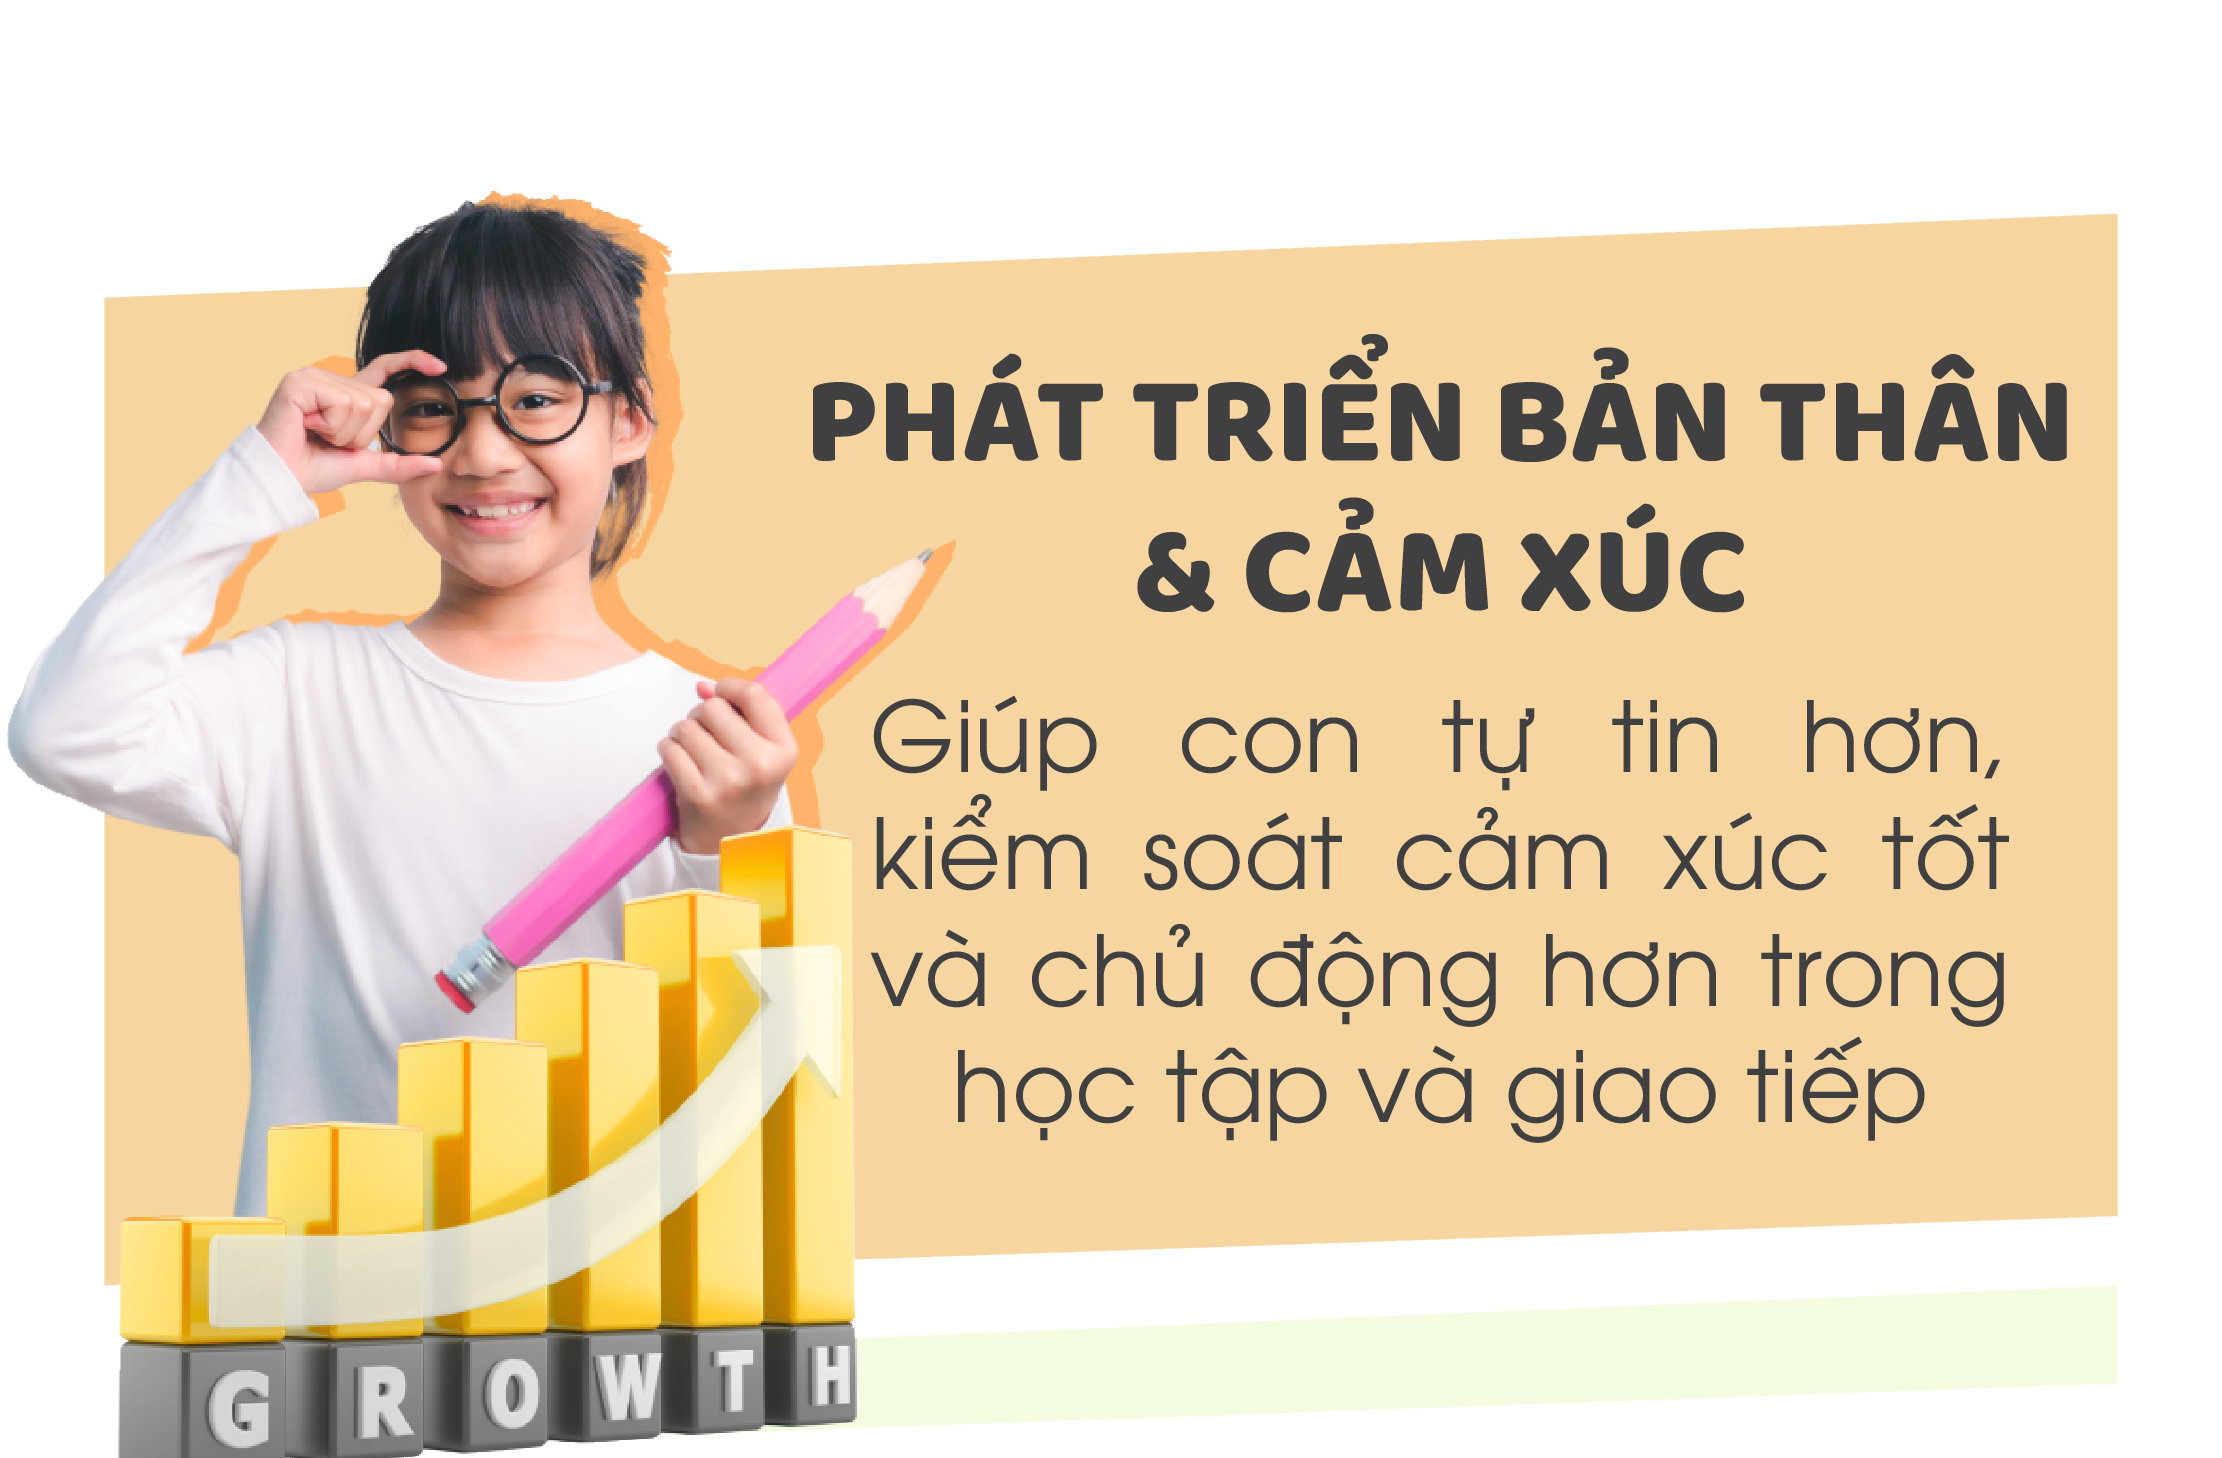 PHÁT TRIỂN BẢN THÂN
& CẢM XÚC
Giúp con tự tin hơn,
kiểm soát cảm xúc tốt
và chủ động hơn trong
học tập và giao tiếp
GROWTH